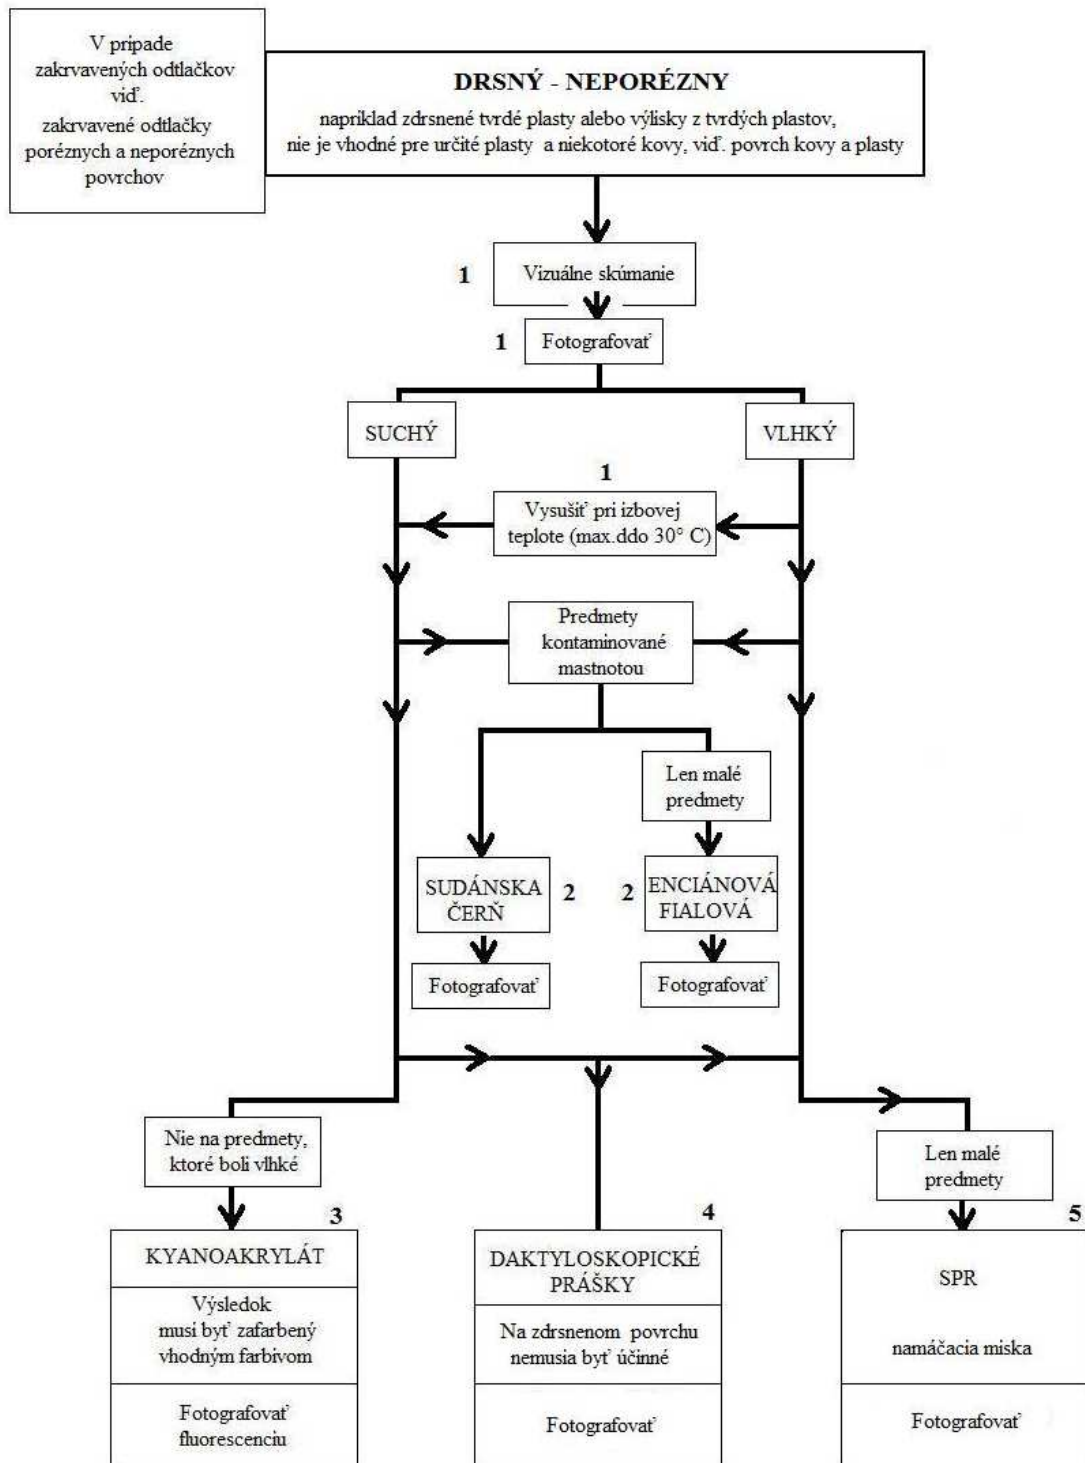 V prípade
zakrvavených odtlačkov
viď.
zakrvavené odtlačky
poréznych a neporéznych
povrchov
DRSNÝ - NEPORÉZNY
napriklad zdrsnené tvrdé plasty alebo výlisky z tvrdých plastov,
nie je vhodné pre určité plasty a niekotoré kovy, viď. povrch kovy a plasty
1
Vizuálne skúmanie
1
Fotografovať
SUCHÝ
VLHKÝ
1
Vysušiť pri izbovej
teplote (max.ddo 30° C)
Predmety
kontaminované
mastnotou
Len malé
predmety
SUDÁNSKA
ČERŇ
2
2
ENCIÁNOVÁ
FIALOVÁ
Fotografovať
Fotografovať
Nie na predmety,
ktoré boli vlhké
Len malé
predmety
3
KYANOAKRYLÁT
Výsledok
musi byť zafarbený
vhodným farbivom
Fotografovať
fluorescenciu
4
DAKTYLOSKOPICKÉ
PRÁŠKY
Na zdrsnenom povrchu
nemusia byť účinné
Fotografovať
5
SPR
namáčacia miska
Fotografovať